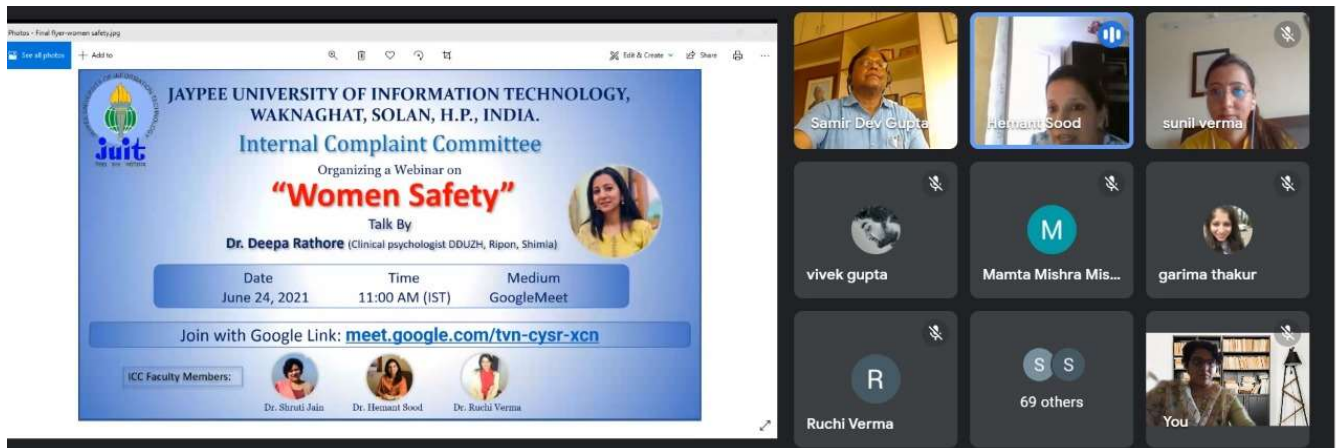 Photos - Final flyer-women safety.jpg
See all photos
+ Add to
Edit & Create
Share
JAYPEE UNIVERSITY OF INFORMATION TECHNOLOGY,
WAKNAGHAT, SOLAN, H.P., INDIA.
juit
Internal Complaint Committee
Organizing a Webinar on
“Women Safety”
Talk By
Dr. Deepa Rathore (Clinical psychologist DDUZH, Ripon, Shimla)
Date Time Medium
June 24, 2021 11:00 AM (IST) GoogleMeet
Join with Google Link: meet.google.com/tvn-cysr-xcn
ICC Faculty Members:
Dr. Shruti Jain Dr. Hemant Sood Dr. Ruchi Verma
Samir Dev Gupta
Hemant Sood
sunil verma
vivek gupta
M
Mamta Mishra Mis...
garima thakur
R
Ruchi Verma
S S
69 others
You